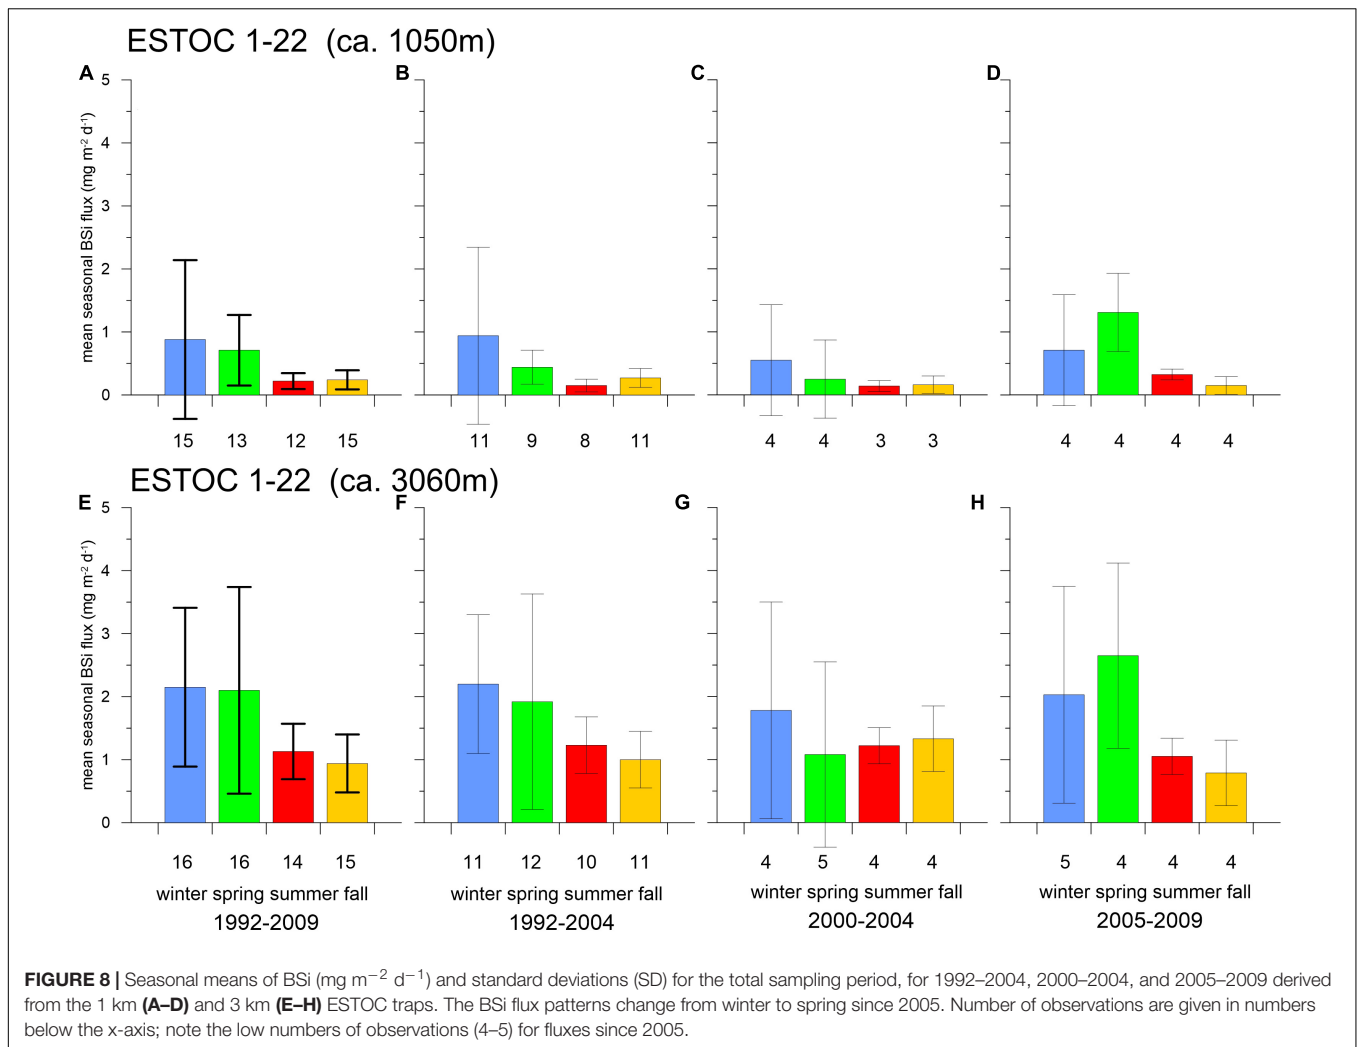 ESTOC 1-22 (ca. 1050m)
A B C D
mean seasonal BSi flux (mg m-2 d-1)
5
4
3
2
1
0
15 13 12 15 11 9 8 11 4 4 3 3 4 4 4 4
ESTOC 1-22 (ca. 3060m)
E F G H
mean seasonal BSi flux (mg m-2 d-1)
5
4
3
2
1
0
16 16 14 15 11 12 10 11 4 5 4 4 5 4 4 4
winter spring summer fall winter spring summer fall winter spring summer fall winter spring summer fall
1992-2009 1992-2004 2000-2004 2005-2009
FIGURE 8 | Seasonal means of BSi (mg m−2 d−1) and standard deviations (SD) for the total sampling period, for 1992–2004, 2000–2004, and 2005–2009 derived
from the 1 km (A–D) and 3 km (E–H) ESTOC traps. The BSi flux patterns change from winter to spring since 2005. Number of observations are given in numbers
below the x-axis; note the low numbers of observations (4–5) for fluxes since 2005.